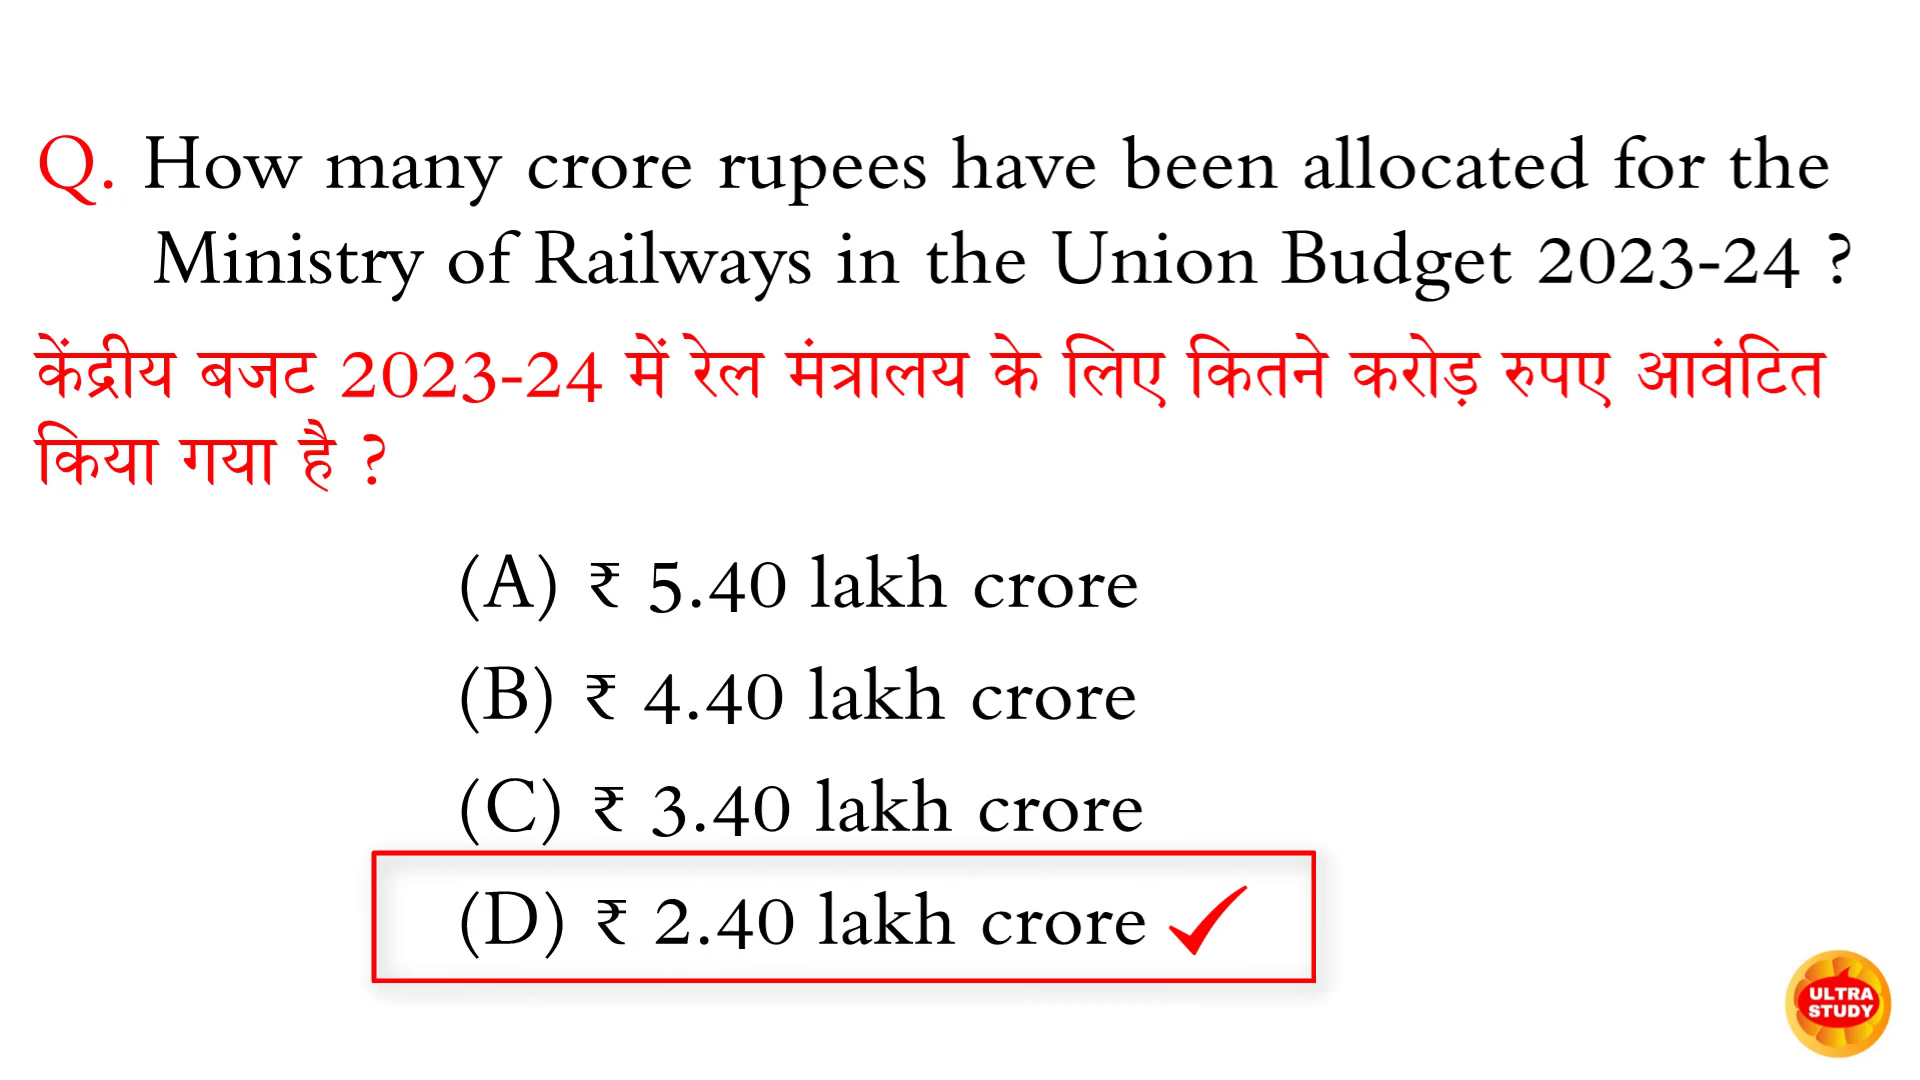 Q. How many crore rupees have been allocated for the
Ministry of Railways in the Union Budget 2023-24 ?
केंद्रीय बजट 2023-24 में रेल मंत्रालय के लिए कितने करोड़ रुपए आवंटित
किया गया है ?
(A) ₹ 5.40 lakh crore
(B) ₹ 4.40 lakh crore
(C) ₹ 3.40 lakh crore
(D) ₹ 2.40 lakh crore
ULTRA
STUDY